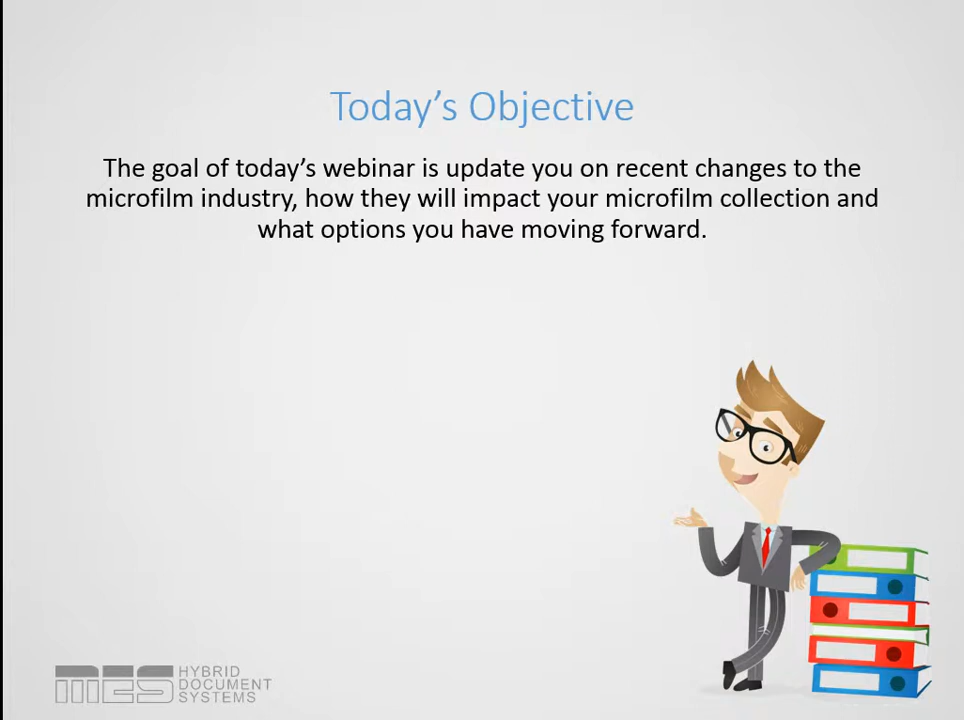 Today’s Objective
The goal of today’s webinar is update you on recent changes to the
microfilm industry, how they will impact your microfilm collection and
what options you have moving forward.
MES HYBRID
DOCUMENT
SYSTEMS